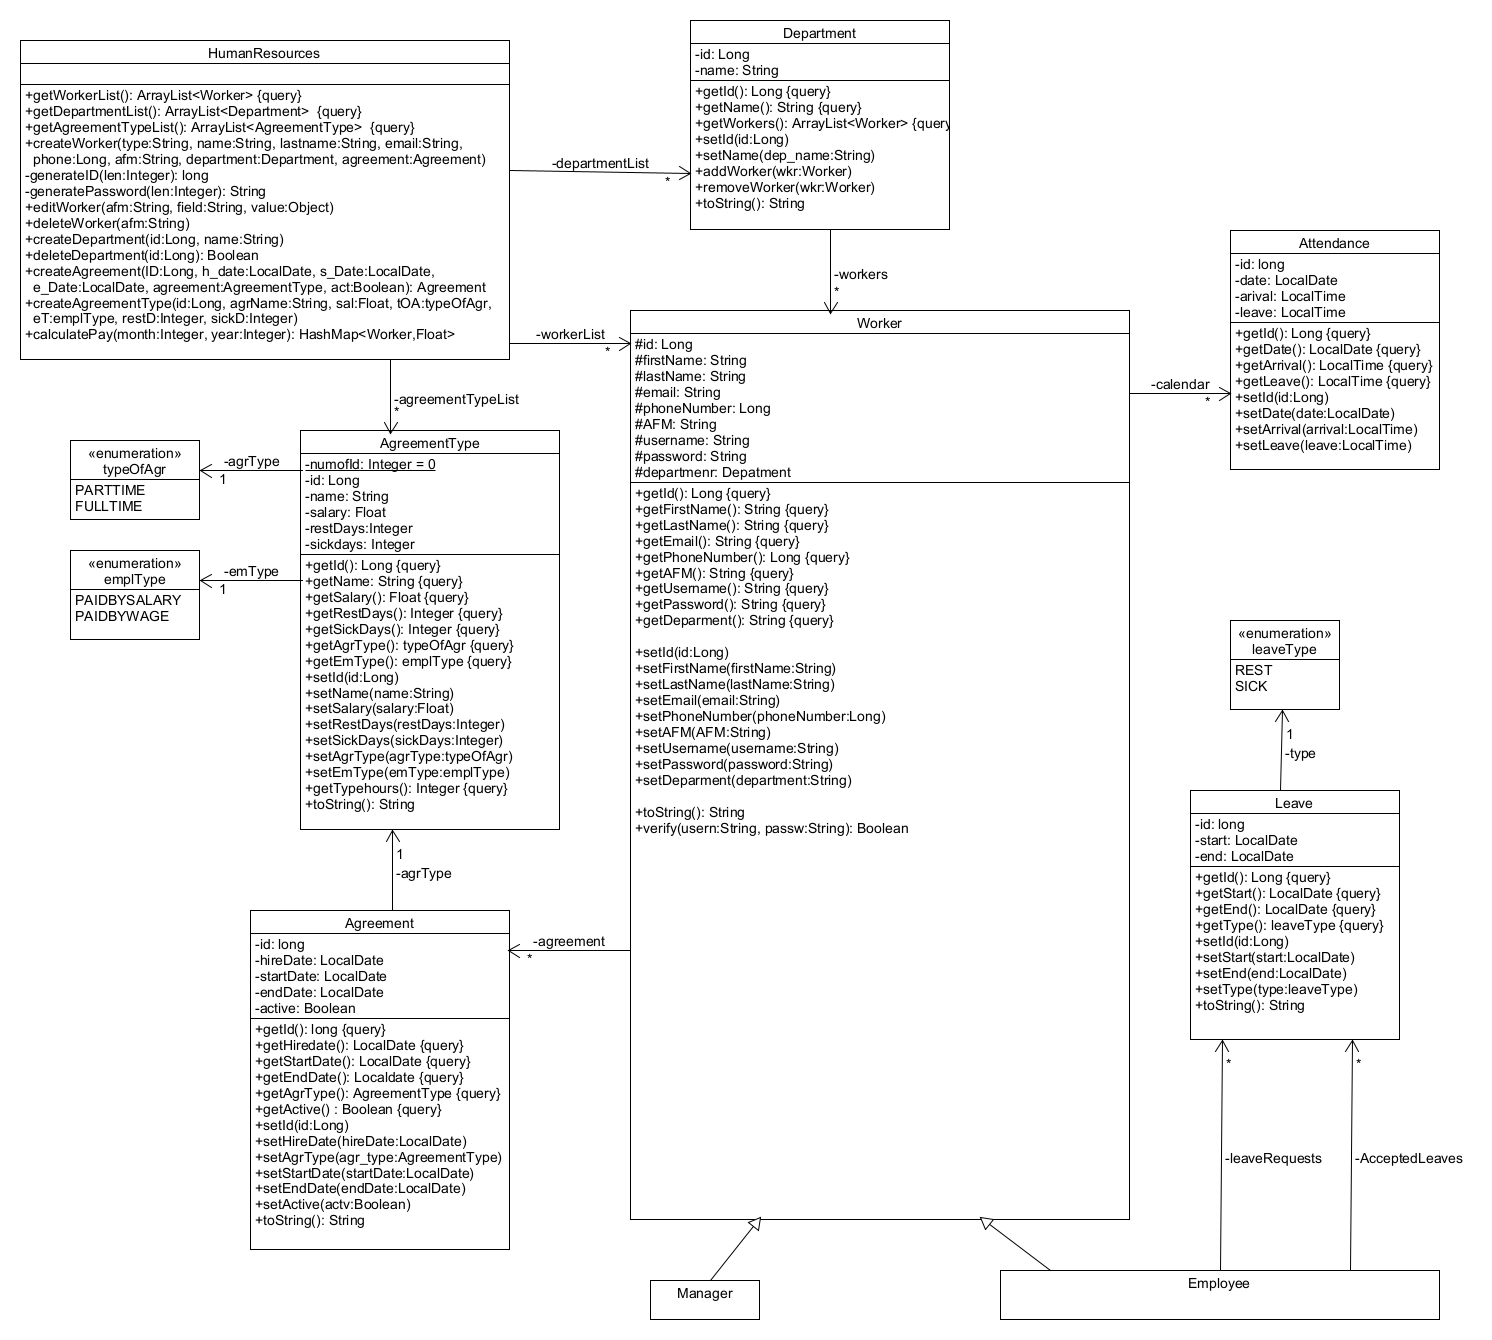 HumanResources
+getWorkerList(): ArrayList<Worker> {query}
+getDepartmentList(): ArrayList<Department>  {query}
+getAgreementTypeList(): ArrayList<AgreementType>  {query}
+createWorker(type:String, name:String, lastname:String, email:String,
phone:Long, afm:String, department:Department, agreement:Agreement)
-generateID(len:Integer): long
-generatePassword(len:Integer): String
+editWorker(afm:String, field:String, value:Object)
+deleteWorker(afm:String)
+createDepartment(id:Long, name:String)
+deleteDepartment(id:Long): Boolean
+createAgreement(ID:Long, h_date:LocalDate, s_Date:LocalDate,
e_Date:LocalDate, agreement:AgreementType, act:Boolean): Agreement
+createAgreementType(id:Long, agrName:String, sal:Float, tOA:typeOfAgr,
eT:emplType, restD:Integer, sickD:Integer)
+calculatePay(month:Integer, year:Integer): HashMap<Worker,Float>
-departmentList
*
Department
-id: Long
-name: String
+getId(): Long {query}
+getName(): String {query}
+getWorkers(): ArrayList<Worker> {query
+setId(id:Long)
+setName(dep_name:String)
+addWorker(wkr:Worker)
+removeWorker(wkr:Worker)
+toString(): String
-workers
*
-workerList
*
-agreementTypeList
*
Worker
#id: Long
#firstName: String
#lastName: String
#email: String
#phoneNumber: Long
#AFM: String
#username: String
#password: String
#departmenr: Depatment
+getId(): Long {query}
+getFirstName(): String {query}
+getLastName(): String {query}
+getEmail(): String {query}
+getPhoneNumber(): Long {query}
+getAFM(): String {query}
+getUsername(): String {query}
+getPassword(): String {query}
+getDeparment(): String {query}
+setId(id:Long)
+setFirstName(firstName:String)
+setLastName(lastName:String)
+setEmail(email:String)
+setPhoneNumber(phoneNumber:Long)
+setAFM(AFM:String)
+setUsername(username:String)
+setPassword(password:String)
+setDeparment(department:String)
+toString(): String
+verify(usern:String, passw:String): Boolean
-calendar
*
Attendance
-id: long
-date: LocalDate
-arival: LocalTime
-leave: LocalTime
+getId(): Long {query}
+getDate(): LocalDate {query}
+getArrival(): LocalTime {query}
+getLeave(): LocalTime {query}
+setId(id:Long)
+setDate(date:LocalDate)
+setArrival(arrival:LocalTime)
+setLeave(leave:LocalTime)
«enumeration»
typeOfAgr
PARTTIME
FULLTIME
-agrType
1
«enumeration»
emplType
PAIDBYSALARY
PAIDBYWAGE
-emType
1
AgreementType
-numofId: Integer = 0
-id: Long
-name: String
-salary: Float
-restDays:Integer
-sickdays: Integer
+getId(): Long {query}
+getName: String {query}
+getSalary(): Float {query}
+getRestDays(): Integer {query}
+getSickDays(): Integer {query}
+getAgrType(): typeOfAgr {query}
+getEmType(): emplType {query}
+setId(id:Long)
+setName(name:String)
+setSalary(salary:Float)
+setRestDays(restDays:Integer)
+setSickDays(sickDays:Integer)
+setAgrType(agrType:typeOfAgr)
+setEmType(emType:emplType)
+getTypehours(): Integer {query}
+toString(): String
1
-agrType
Agreement
-id: long
-hireDate: LocalDate
-startDate: LocalDate
-endDate: LocalDate
-active: Boolean
+getId(): long {query}
+getHiredate(): LocalDate {query}
+getStartDate(): LocalDate {query}
+getEndDate(): Localdate {query}
+getAgrType(): AgreementType {query}
+getActive() : Boolean {query}
+setId(id:Long)
+setHireDate(hireDate:LocalDate)
+setAgrType(agr_type:AgreementType)
+setStartDate(startDate:LocalDate)
+setEndDate(endDate:LocalDate)
+setActive(actv:Boolean)
+toString(): String
-agreement
*
«enumeration»
leaveType
REST
SICK
1
-type
Leave
-id: long
-start: LocalDate
-end: LocalDate
+getId(): Long {query}
+getStart(): LocalDate {query}
+getEnd(): LocalDate {query}
+getType(): leaveType {query}
+setId(id:Long)
+setStart(start:LocalDate)
+setEnd(end:LocalDate)
+setType(type:leaveType)
+toString(): String
*
*
-leaveRequests
-AcceptedLeaves
Manager
Employee